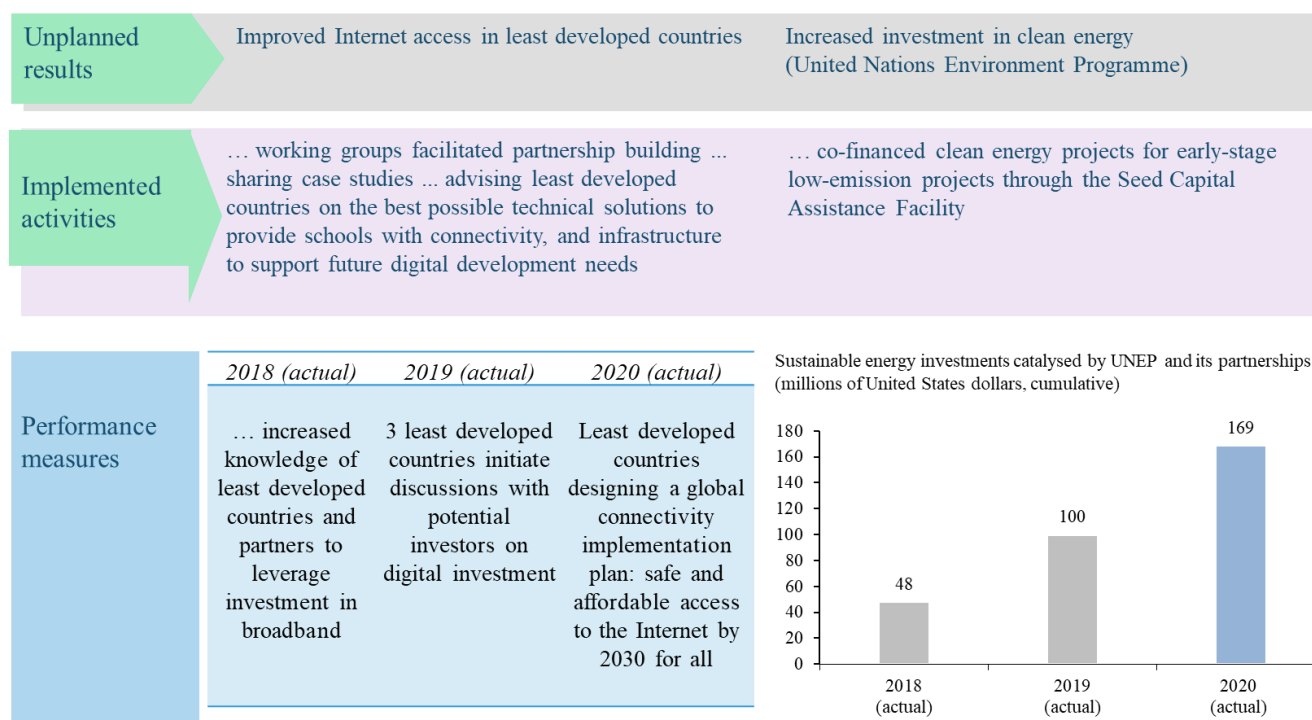 Unplanned
results
Improved Internet access in least developed countries
Increased investment in clean energy
(United Nations Environment Programme)
Implemented
activities
… working groups facilitated partnership building ...
sharing case studies ... advising least developed
countries on the best possible technical solutions to
provide schools with connectivity, and infrastructure
to support future digital development needs
… co-financed clean energy projects for early-stage
low-emission projects through the Seed Capital
Assistance Facility
Performance
measures
2018 (actual)
2019 (actual)
2020 (actual)
… increased
knowledge of
least developed
countries and
partners to
leverage
investment in
broadband
3 least developed
countries initiate
discussions with
potential
investors on
digital investment
Least developed
countries
designing a global
connectivity
implementation
plan: safe and
affordable access
to the Internet by
2030 for all
Sustainable energy investments catalysed by UNEP and its partnerships
(millions of United States dollars, cumulative)
180
160
140
120
100
80
60
40
20
0
48
100
169
2018
(actual)
2019
(actual)
2020
(actual)